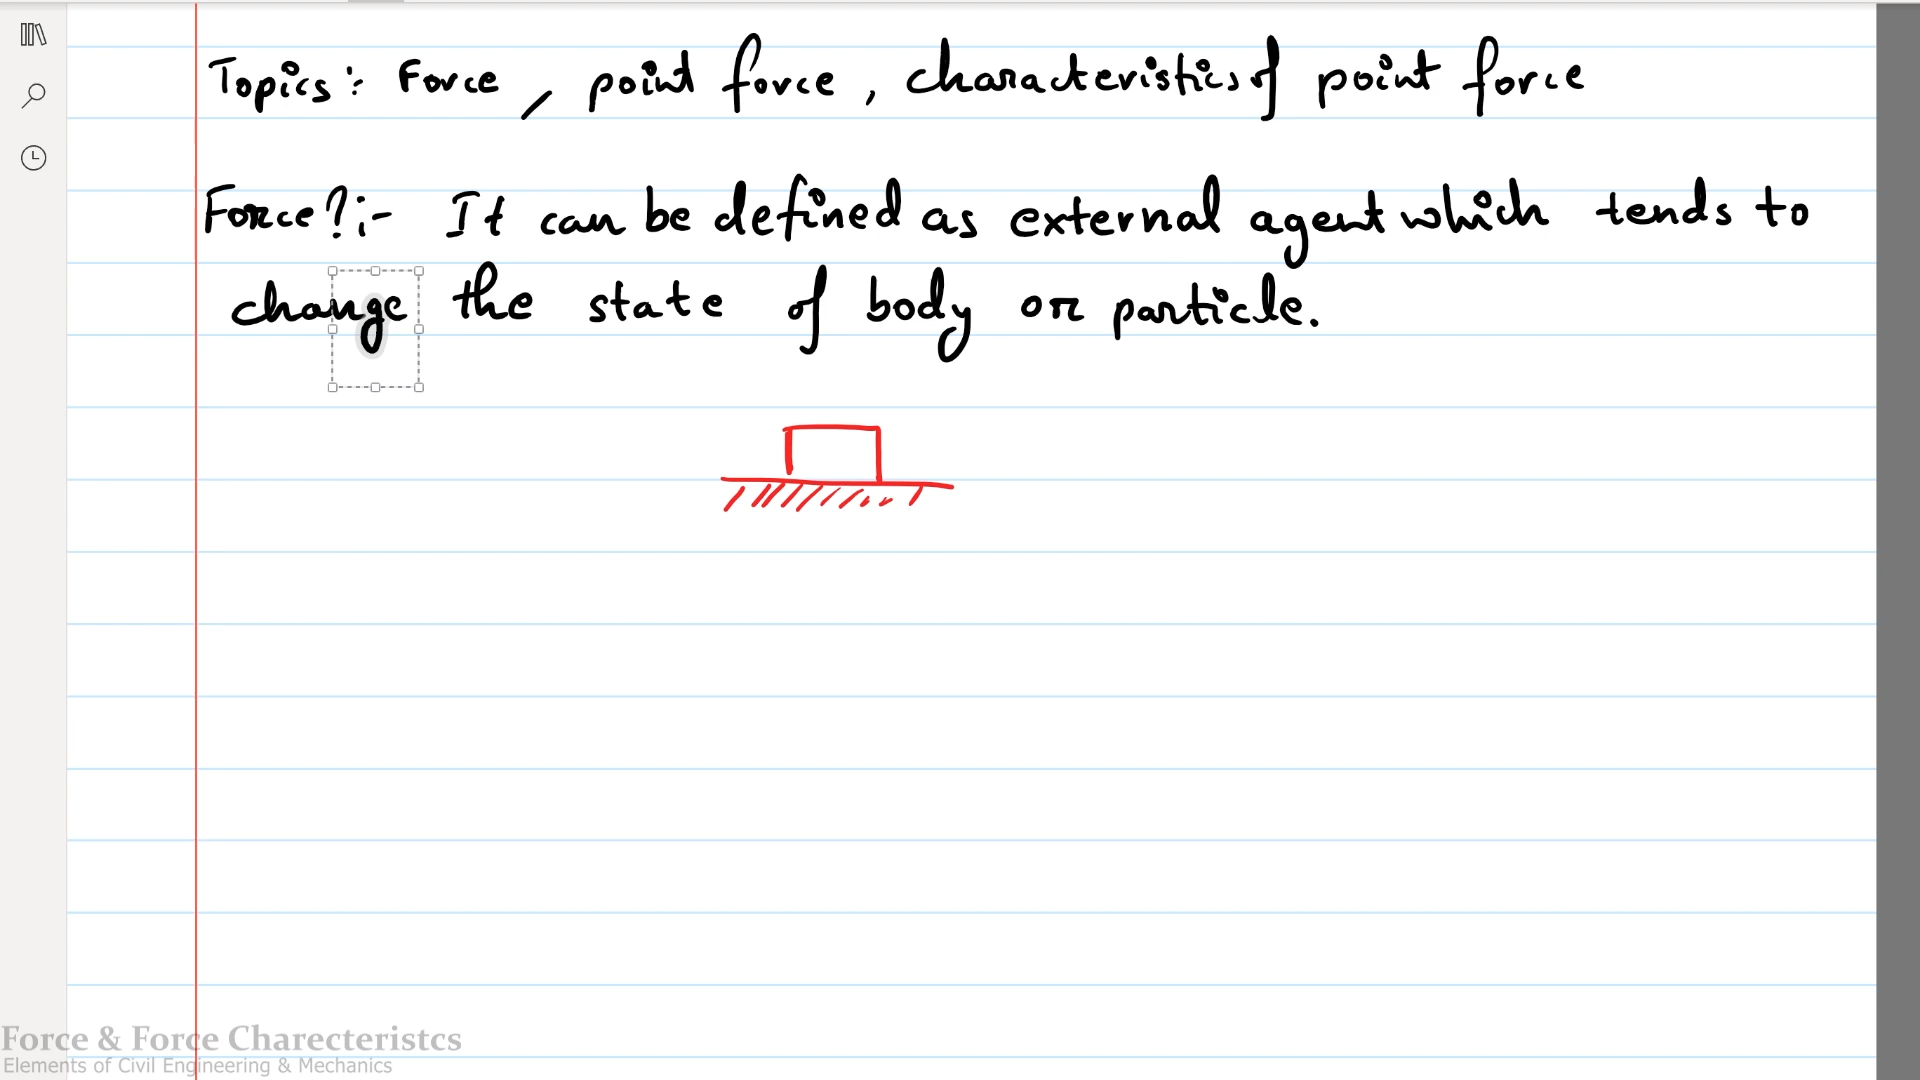 Topics: Force, point force, characteristics of point force
Force?:- It can be defined as external agent which tends to
change the state of body or particle.
Force & Force Charecteristcs
Elements of Civil Engineering & Mechanics